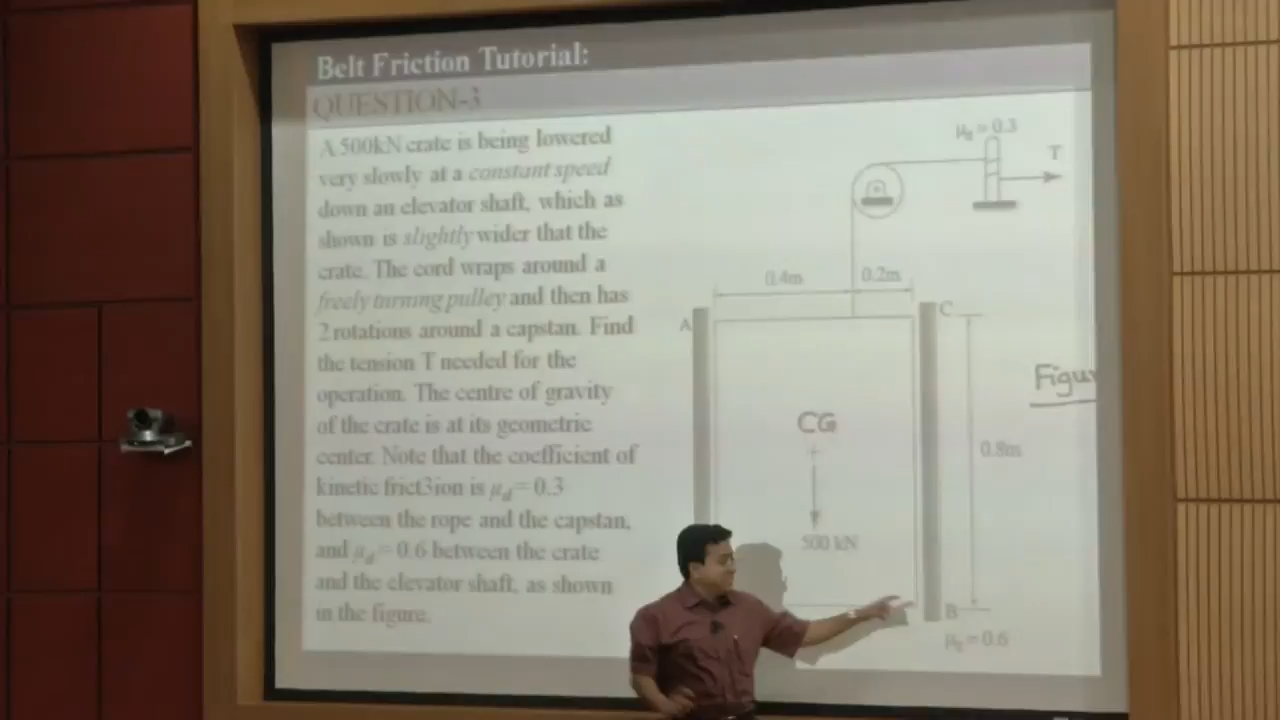 Belt Friction Tutorial:
QUESTION-3
A 500kN crate is being lowered
very slowly at a constant speed
down an elevator shaft, which as
shown is slightly wider that the
crate. The cord wraps around a
freely turning pulley and then has
2 rotations around a capstan. Find
the tension T needed for the
operation. The centre of gravity
of the crate is at its geometric
center. Note that the coefficient of
kinetic frict3ion is μd = 0.3
between the rope and the capstan,
and μd = 0.6 between the crate
and the elevator shaft, as shown
in the figure.
= 0.3
T
0.4m
0.2m
A
C
CG
0.8m
500 kN
B
= 0.6